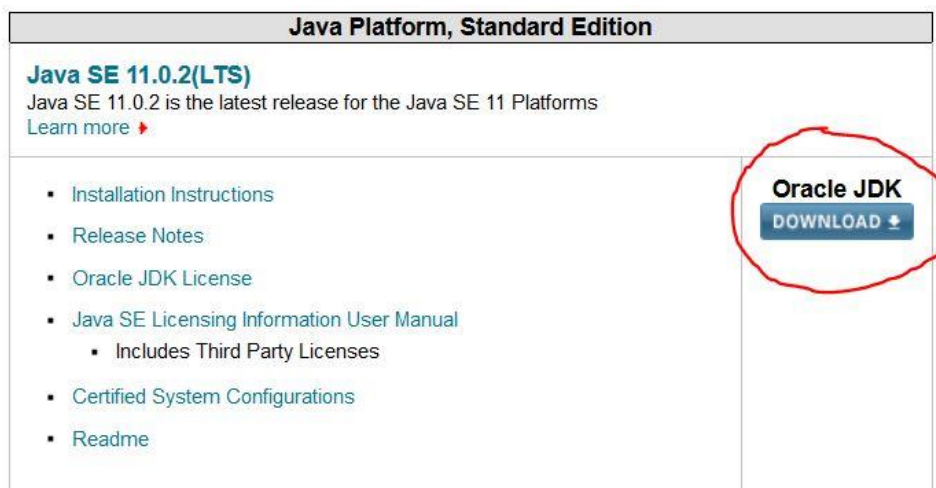 Java Platform, Standard Edition
Java SE 11.0.2(LTS)
Java SE 11.0.2 is the latest release for the Java SE 11 Platforms
Learn more
Installation Instructions
Release Notes
Oracle JDK License
Java SE Licensing Information User Manual
Includes Third Party Licenses
Certified System Configurations
Readme
Oracle JDK
DOWNLOAD